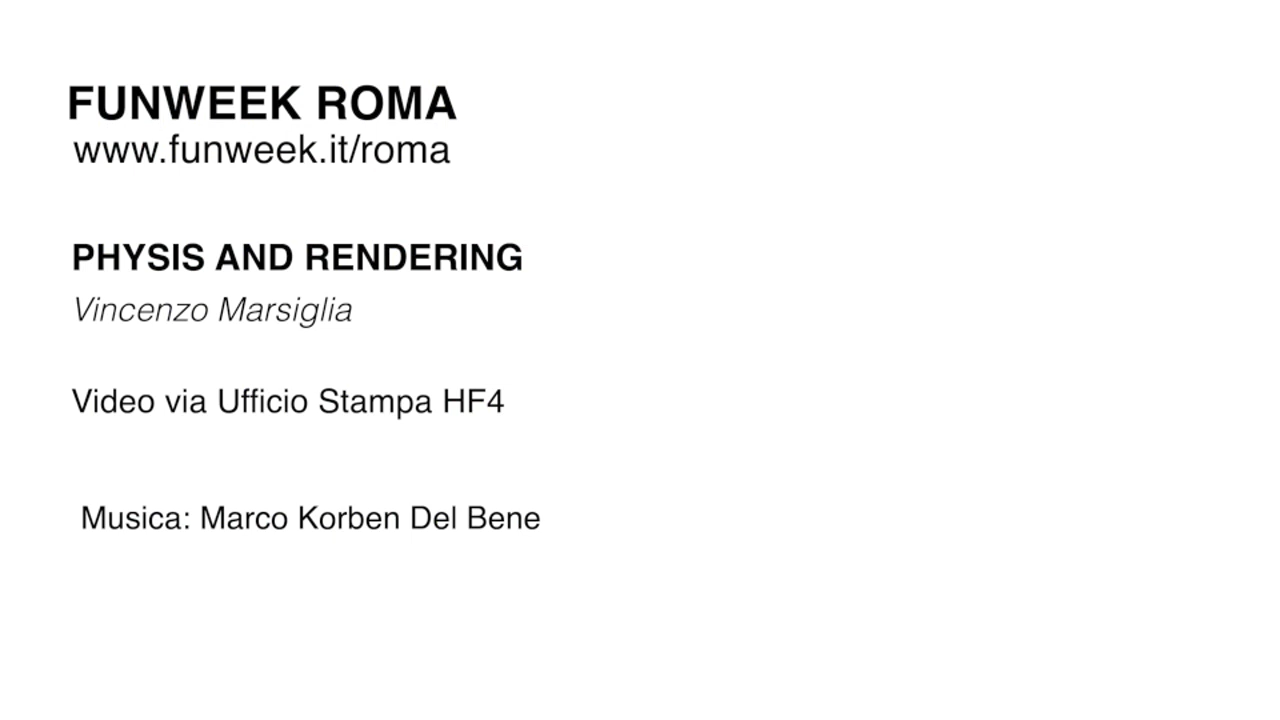 FUNWEEK ROMA
www.funweek.it/roma
PHYSIS AND RENDERING
Vincenzo Marsiglia
Video via Ufficio Stampa HF4
Musica: Marco Korben Del Bene